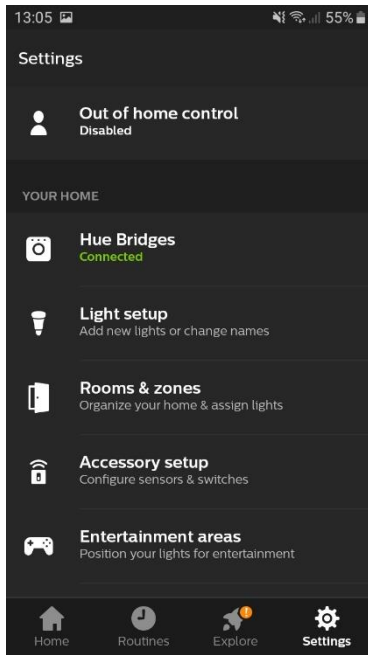 13:05 55%
Settings
Out of home control
Disabled
YOUR HOME
Hue Bridges
Connected
Light setup
Add new lights or change names
Rooms & zones
Organize your home & assign lights
Accessory setup
Configure sensors & switches
Entertainment areas
Position your lights for entertainment
Home Routines Explore Settings